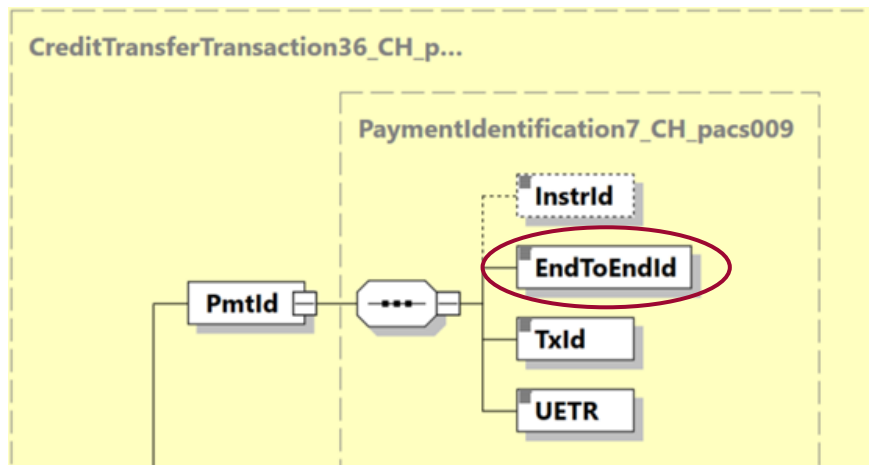 CreditTransferTransaction36_CH_p...
PaymentIdentification7_CH_pacs009
InstrId
EndToEndId
PmtId
TxId
UETR